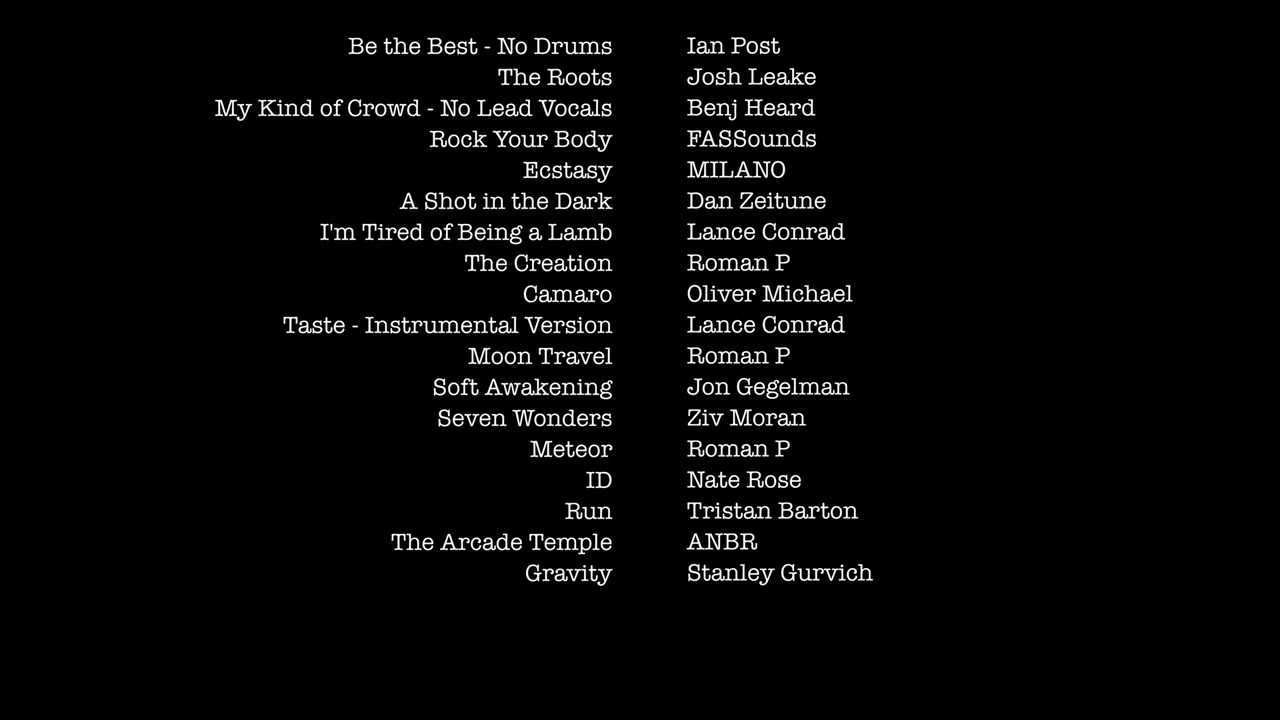 Be the Best - No Drums Ian Post
The Roots Josh Leake
My Kind of Crowd - No Lead Vocals Benj Heard
Rock Your Body FASSounds
Ecstasy MILANO
A Shot in the Dark Dan Zeitune
I'm Tired of Being a Lamb Lance Conrad
The Creation Roman P
Camaro Oliver Michael
Taste - Instrumental Version Lance Conrad
Moon Travel Roman P
Soft Awakening Jon Gegelman
Seven Wonders Ziv Moran
Meteor Roman P
ID Nate Rose
Run Tristan Barton
The Arcade Temple ANBR
Gravity Stanley Gurvich